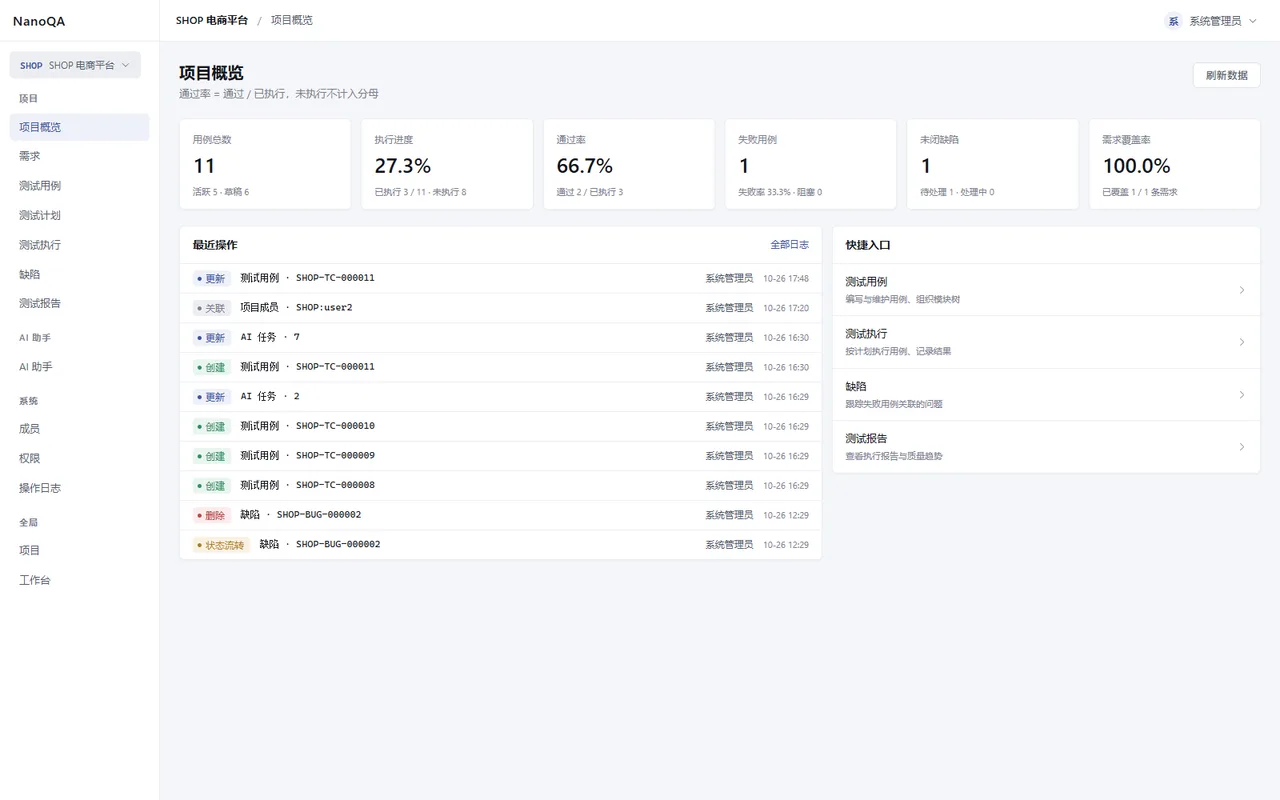 NanoQA
SHOP 电商平台 / 项目概览
系 系统管理员
SHOP SHOP 电商平台
项目
项目概览
需求
测试用例
测试计划
测试执行
缺陷
测试报告
AI 助手
AI 助手
系统
成员
权限
操作日志
全局
项目
工作台
项目概览
通过率 = 通过 / 已执行，未执行不计入分母
刷新数据
用例总数
11
活跃 5 · 草稿 6
执行进度
27.3%
已执行 3 / 11 · 未执行 8
通过率
66.7%
通过 2 / 已执行 3
失败用例
1
失败率 33.3% · 阻塞 0
未闭缺陷
1
待处理 1 · 处理中 0
需求覆盖率
100.0%
已覆盖 1 / 1 条需求
最近操作 全部日志
更新 测试用例 · SHOP-TC-000011 系统管理员 10-26 17:48
关联 项目成员 · SHOP:user2 系统管理员 10-26 17:20
更新 AI 任务 · 7 系统管理员 10-26 16:30
创建 测试用例 · SHOP-TC-000011 系统管理员 10-26 16:30
更新 AI 任务 · 2 系统管理员 10-26 16:29
创建 测试用例 · SHOP-TC-000010 系统管理员 10-26 16:29
创建 测试用例 · SHOP-TC-000009 系统管理员 10-26 16:29
创建 测试用例 · SHOP-TC-000008 系统管理员 10-26 16:29
删除 缺陷 · SHOP-BUG-000002 系统管理员 10-26 12:29
状态流转 缺陷 · SHOP-BUG-000002 系统管理员 10-26 12:29
快捷入口
测试用例
编写与维护用例、组织模块树
测试执行
按计划执行用例、记录结果
缺陷
跟踪失败用例关联的问题
测试报告
查看执行报告与质量趋势